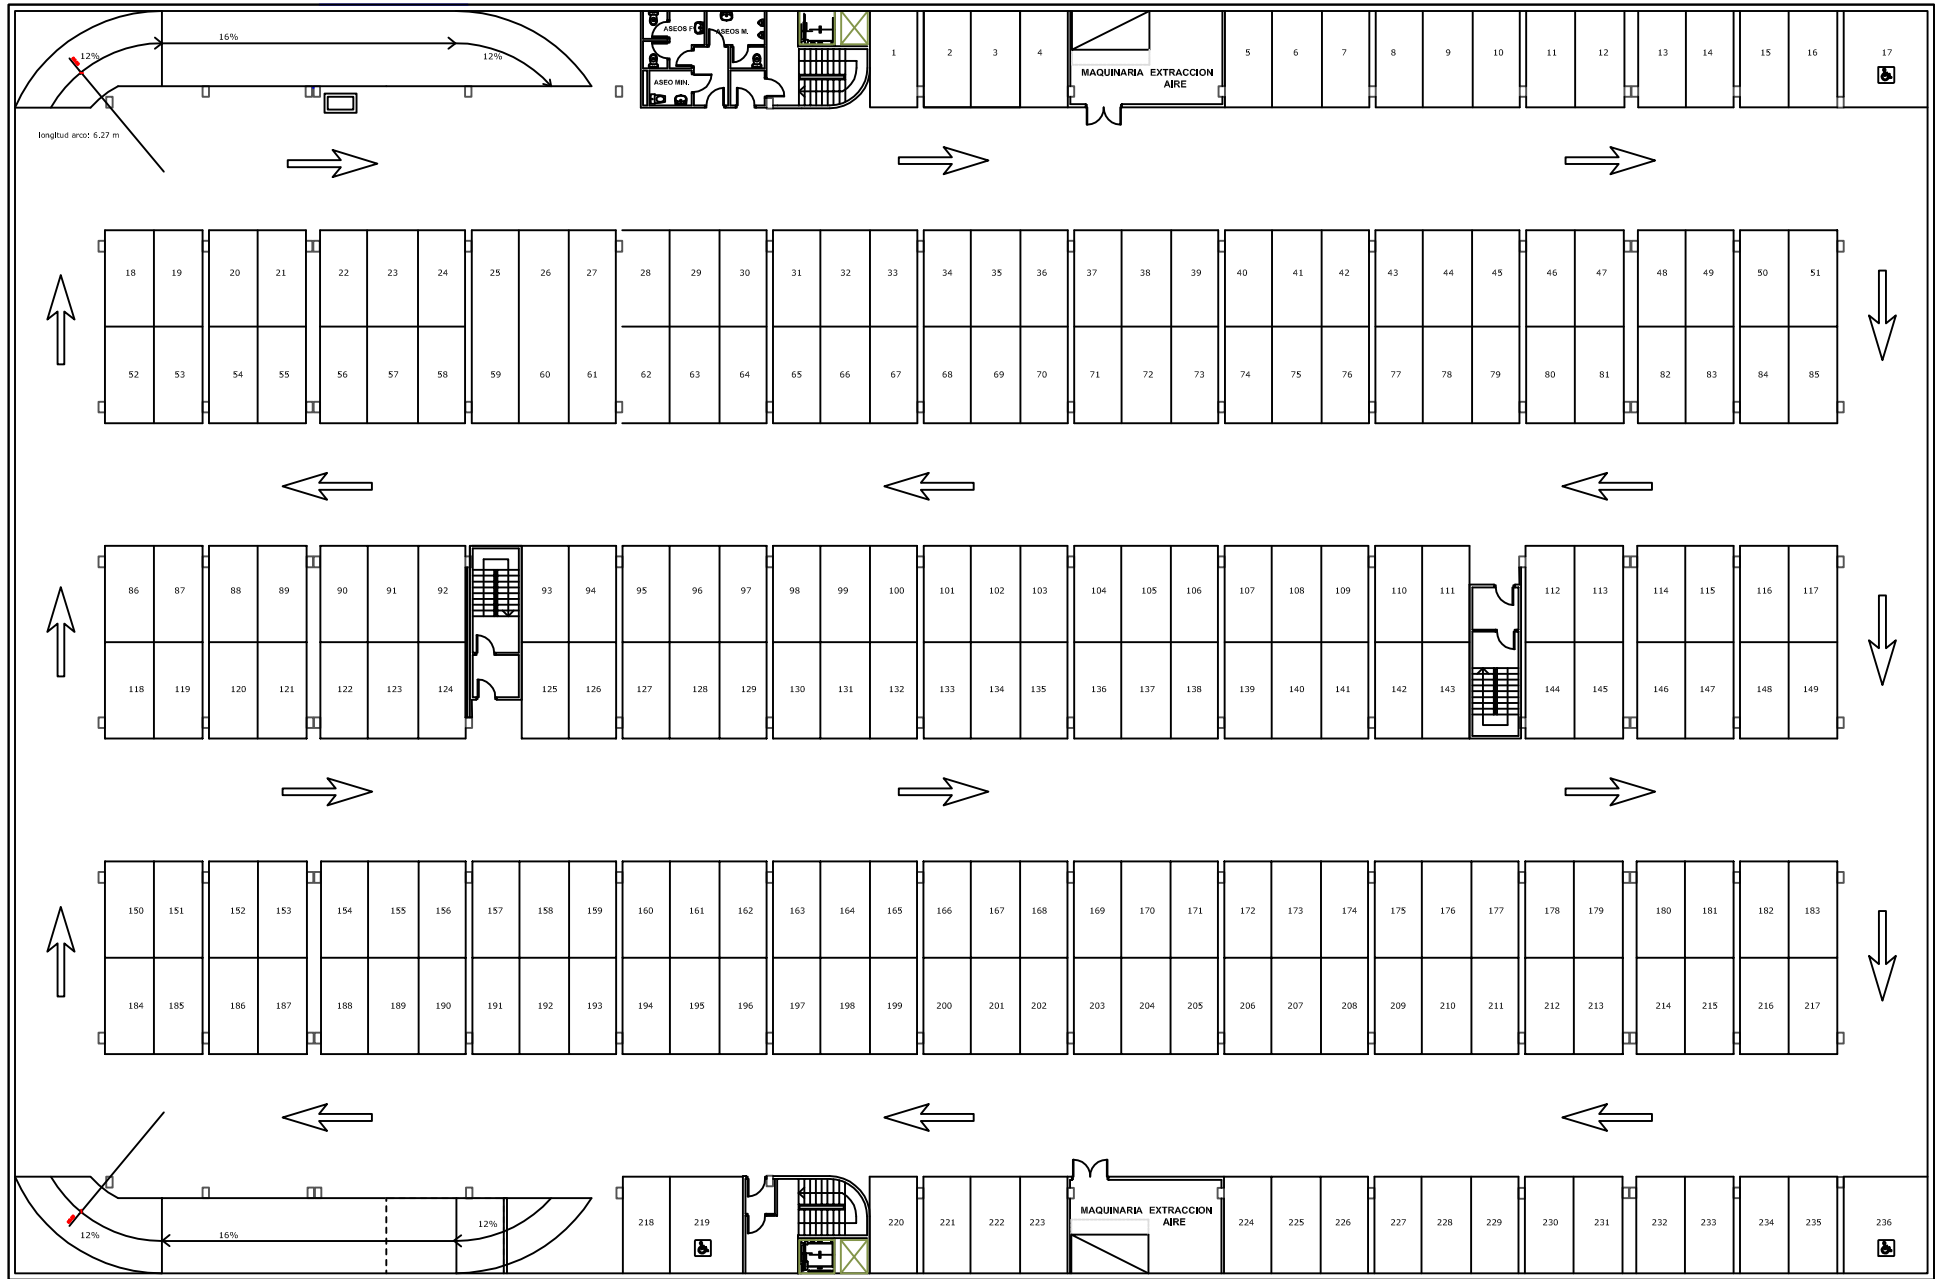 16%
12%
12%
longitud arco: 6.27 m
ASEOS F.
ASEOS M.
ASEO MIN.
1 2 3 4
MAQUINARIA EXTRACCION
AIRE
5 6 7 8 9 10 11 12 13 14 15 16 17
18 19 20 21 22 23 24 25 26 27 28 29 30 31 32 33 34 35 36 37 38 39 40 41 42 43 44 45 46 47 48 49 50 51
52 53 54 55 56 57 58 59 60 61 62 63 64 65 66 67 68 69 70 71 72 73 74 75 76 77 78 79 80 81 82 83 84 85
86 87 88 89 90 91 92 93 94 95 96 97 98 99 100 101 102 103 104 105 106 107 108 109 110 111 112 113 114 115 116 117
118 119 120 121 122 123 124 125 126 127 128 129 130 131 132 133 134 135 136 137 138 139 140 141 142 143 144 145 146 147 148 149
150 151 152 153 154 155 156 157 158 159 160 161 162 163 164 165 166 167 168 169 170 171 172 173 174 175 176 177 178 179 180 181 182 183
184 185 186 187 188 189 190 191 192 193 194 195 196 197 198 199 200 201 202 203 204 205 206 207 208 209 210 211 212 213 214 215 216 217
12%
16%
12%
218 219 220 221 222 223
MAQUINARIA EXTRACCION
AIRE
224 225 226 227 228 229 230 231 232 233 234 235 236